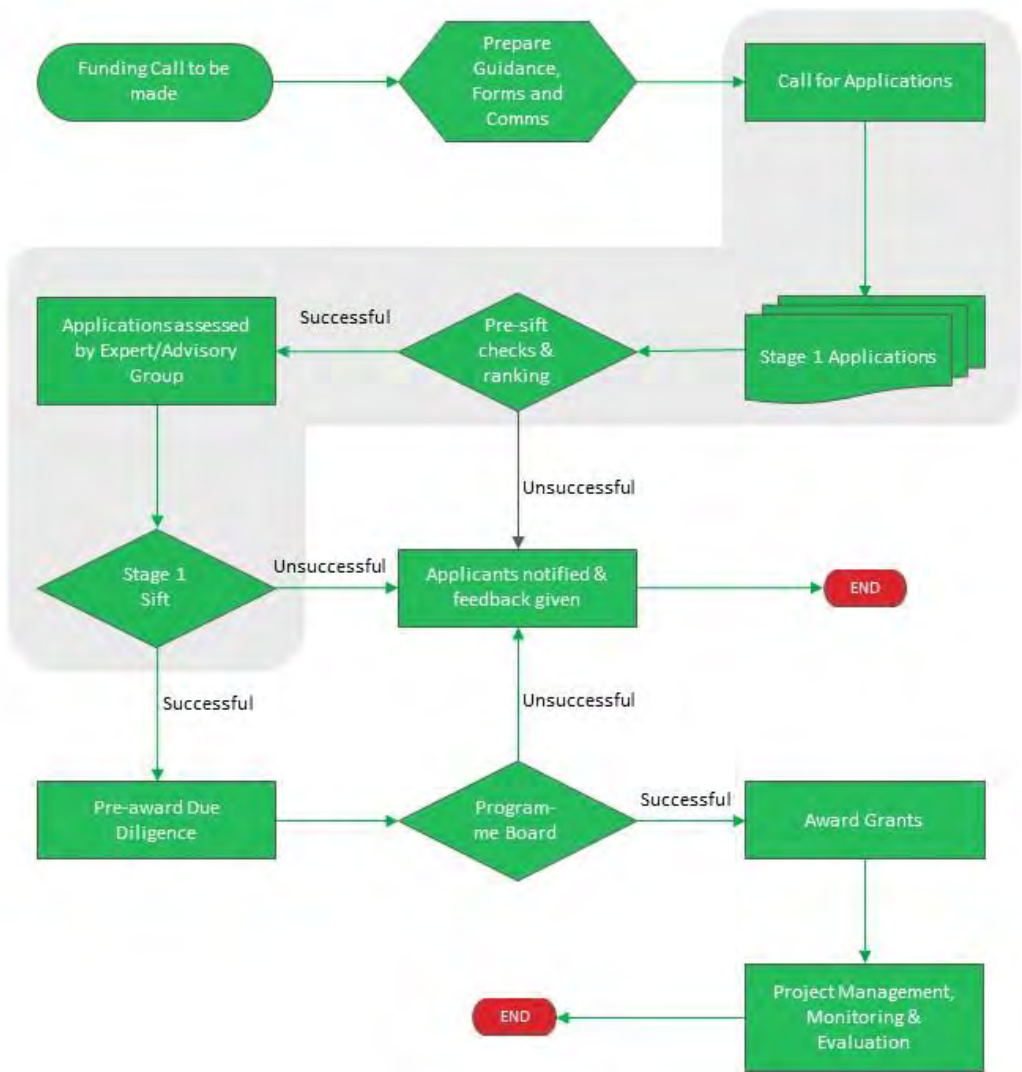 Funding Call to be
made
Prepare
Guidance,
Forms and
Comms
Call for Applications
Applications assessed
by Expert/Advisory
Group
Successful
Pre-sift
checks &
ranking
Stage 1 Applications
Unsuccessful
Stage 1
Sift
Unsuccessful
Applicants notified &
feedback given
END
Successful
Unsuccessful
Pre-award Due
Diligence
Program-
me Board
Successful
Award Grants
END
Project Management,
Monitoring &
Evaluation